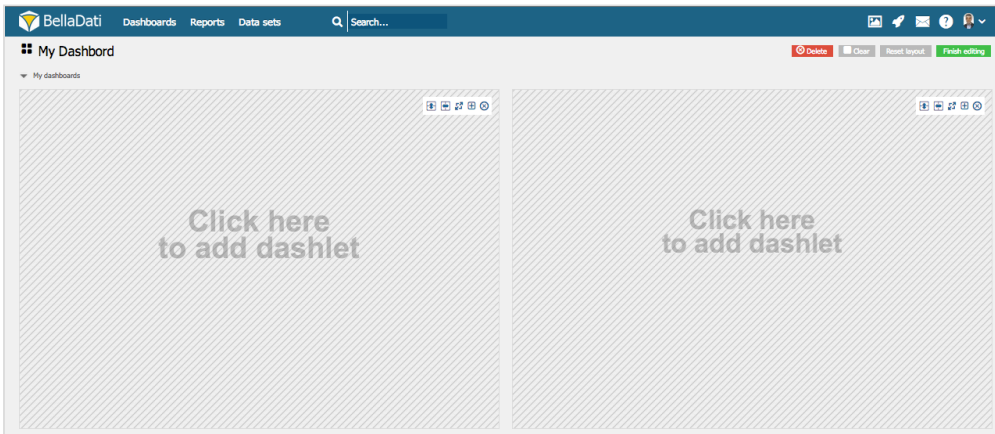 BellaDati Dashboards Reports Data sets Search...
My Dashbord Delete Clear Reset layout Finish editing
My dashboards
Click here
to add dashlet
Click here
to add dashlet